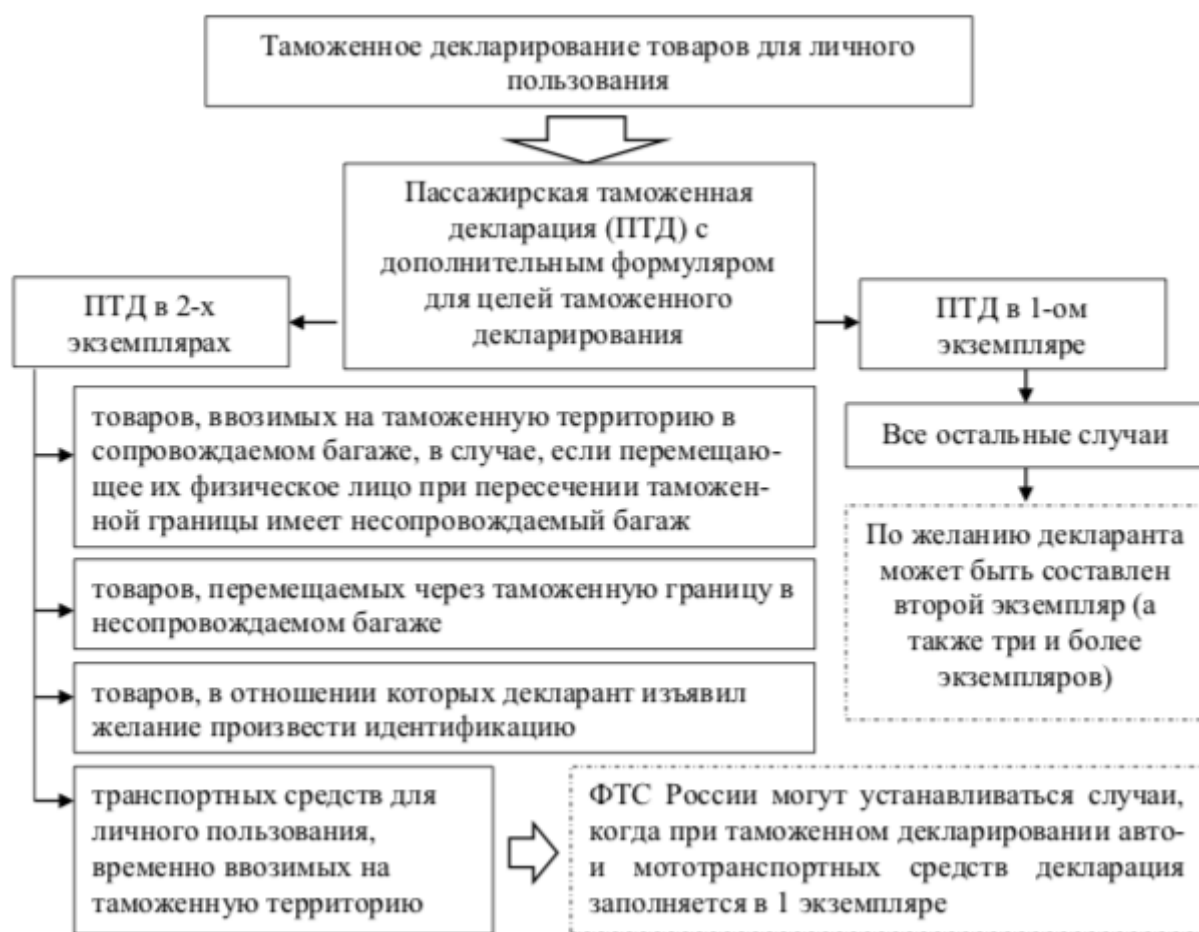 Таможенное декларирование товаров для личного
пользования
Пассажирская таможенная
декларация (ПТД) с
дополнительным формуляром
для целей таможенного
декларирования
ПТД в 2-х
экземплярах
ПТД в 1-ом
экземпляре
товаров, ввозимых на таможенную территорию в
сопровождаемом багаже, в случае, если перемещаю-
щее их физическое лицо при пересечении таможен-
ной границы имеет несопровождаемый багаж
товаров, перемещаемых через таможенную границу в
несопровождаемом багаже
товаров, в отношении которых декларант изъявил
желание произвести идентификацию
транспортных средств для
личного пользования,
временно ввозимых на
таможенную территорию
ФТС России могут устанавливаться случаи,
когда при таможенном декларировании авто-
и мототранспортных средств декларация
заполняется в 1 экземпляре
Все остальные случаи
По желанию декларанта
может быть составлен
второй экземпляр (а
также три и более
экземпляров)